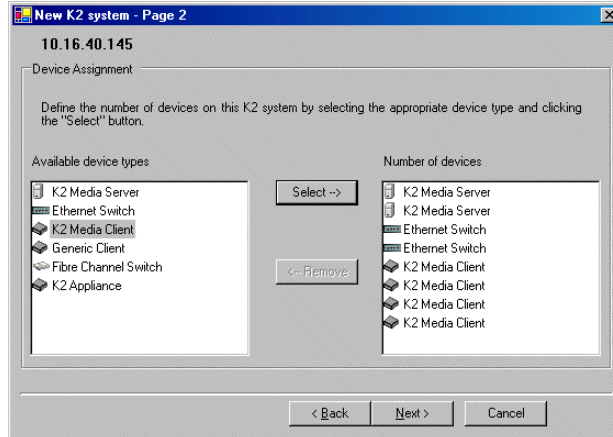 New K2 system - Page 2
10.16.40.145
Device Assignment
Define the number of devices on this K2 system by selecting the appropriate device type and clicking
the "Select" button.
Available device types
K2 Media Server
Ethernet Switch
K2 Media Client
Generic Client
Fibre Channel Switch
K2 Appliance
Select -->
<-- Remove
Number of devices
K2 Media Server
K2 Media Server
Ethernet Switch
Ethernet Switch
K2 Media Client
K2 Media Client
K2 Media Client
K2 Media Client
< Back
Next >
Cancel